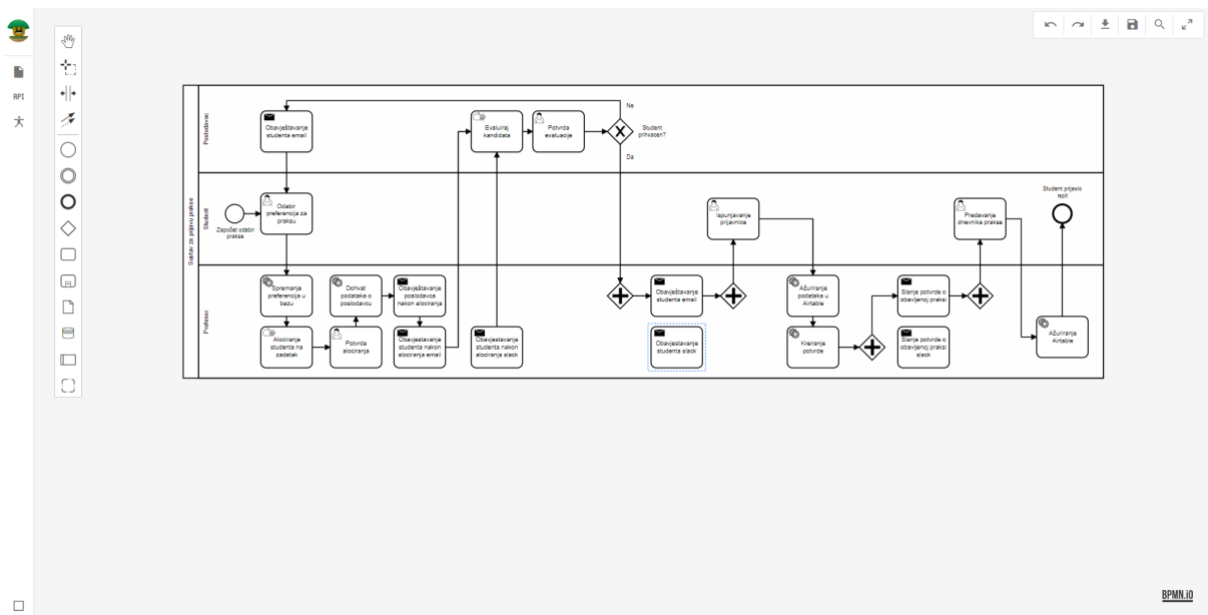 API
Sustav za prijavu prakse
Poslodavac
Student
Profesor
Obavještavanje
studenta email
Evaluiraj
kandidata
Potvrda
evaluacije
Ne
Student
prihvaćen?
Da
Započet odabir
prakse
Odabir
preferencija za
praksu
Ispunjavanje
prijavnice
Predavanje
dnevnika prakse
Student prijavio
ispit
Spremanje
preferencija u
bazu
Dohvat
podataka o
poslodavcu
Obavještavanje
poslodavca
nakon alociranja
Obavještavanje
studenta email
Ažuriranje
podataka u
Airtable
Slanje potvrde o
obavljenoj praksi
Alociranje
studenta na
zadatak
Potvrda
alociranja
Obavještavanje
studenta nakon
alociranja email
Obavjestavanje
studenta nakon
alociranja slack
Obavjestavanje
studenta slack
Kreiranje
potvrde
Slanje potvrde o
obavljenoj praksi
slack
Ažuriranje
Airtable
BPMN.iO